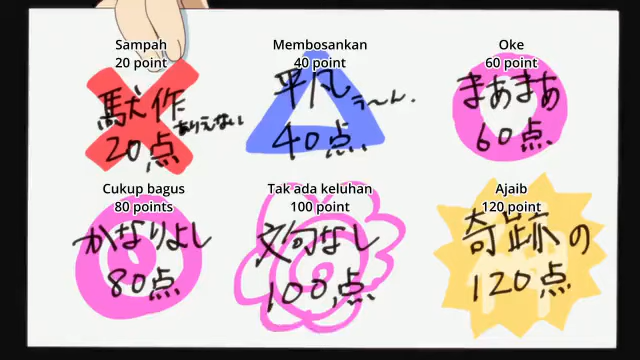 Sampah
20 point
駄作
ありえない
20点
Membosankan
40 point
平凡
う〜ん.
40点
Oke
60 point
まあまあ
60点
Cukup bagus
80 points
かなりよし
80点
Tak ada keluhan
100 point
文句なし
100点
Ajaib
120 point
奇跡の
120点